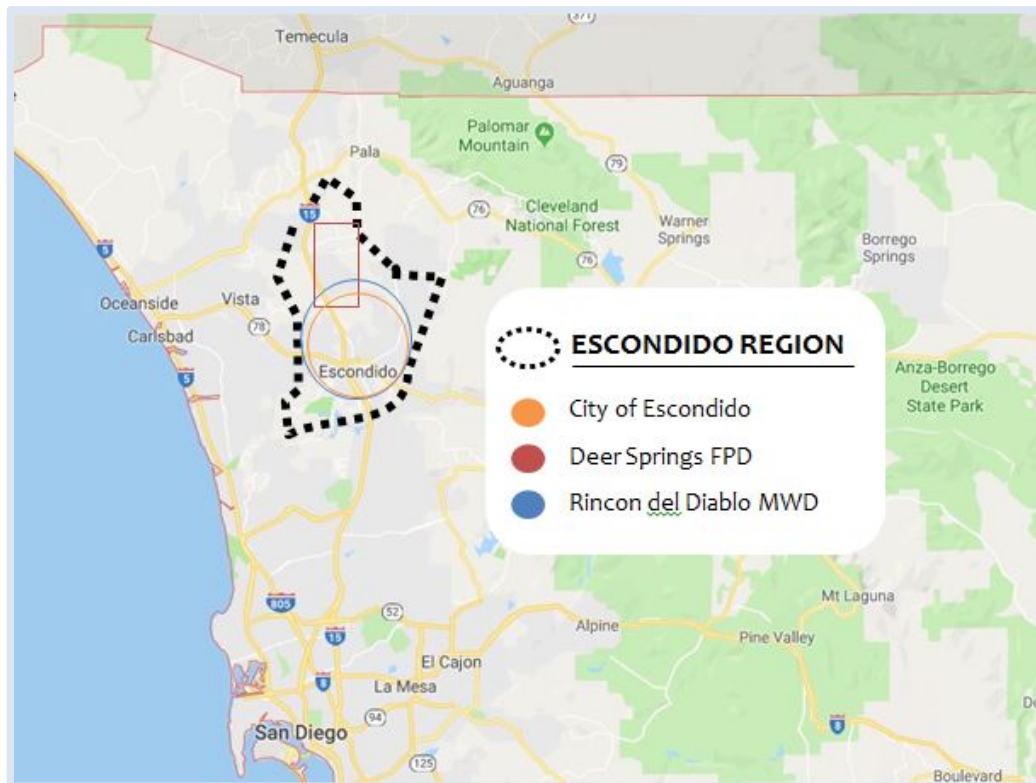 371
Temecula
Aguanga
Palomar
Mountain
Pala
79
15
76
Cleveland
National Forest
Warner
Springs
Borrego
Springs
5
76
Oceanside
Vista
Carlsbad
78
5
Escondido
ESCONDIDO REGION
City of Escondido
Deer Springs FPD
Rincon del Diablo MWD
Anza-Borrego
Desert
State Park
805
52
15
Alpine
Mt Laguna
Pine Valley
El Cajon
8
La Mesa
94
San Diego
8
125
Boulevard